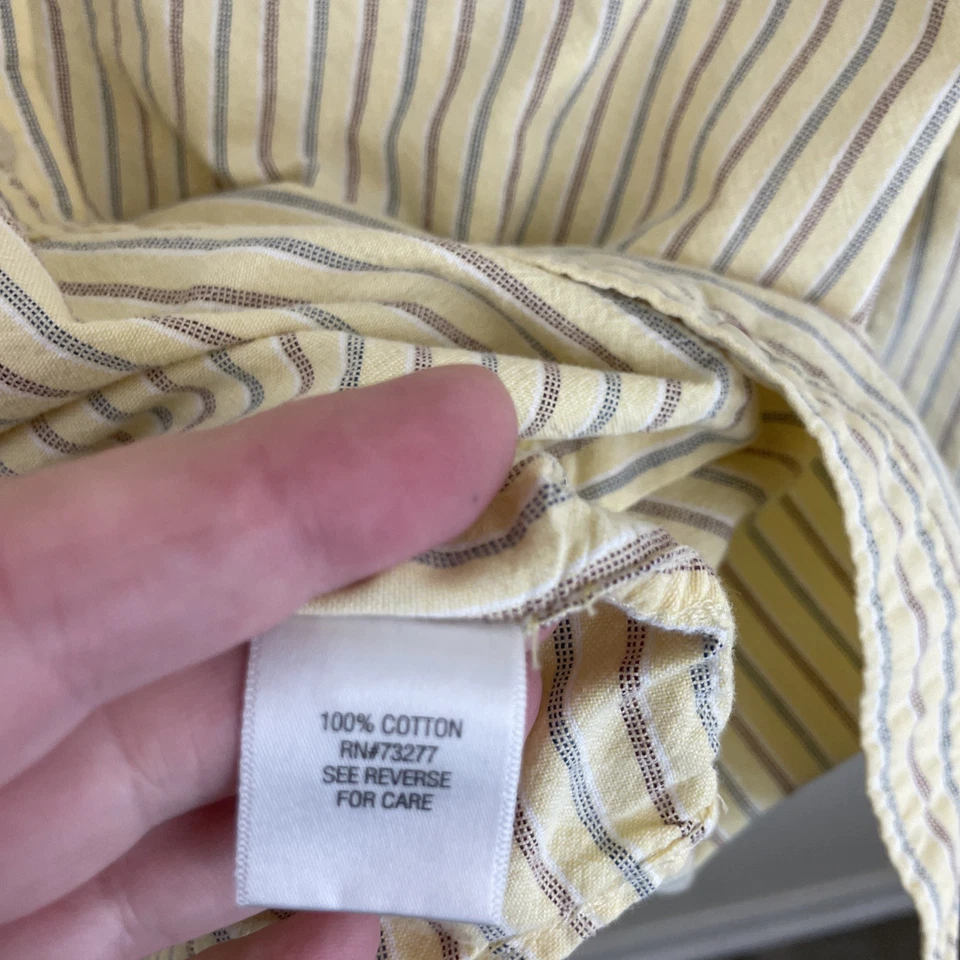 100% COTTON
RN#73277
SEE REVERSE
FOR CARE